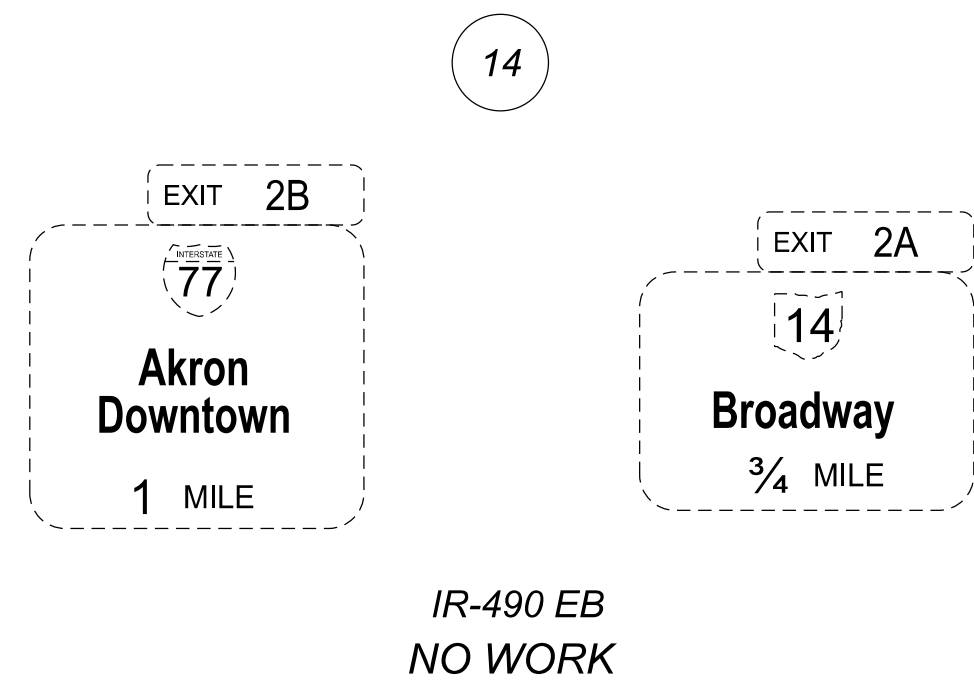 14
EXIT 2B
INTERSTATE
77
Akron
Downtown
1 MILE
EXIT 2A
14
Broadway
¾ MILE
IR-490 EB
NO WORK